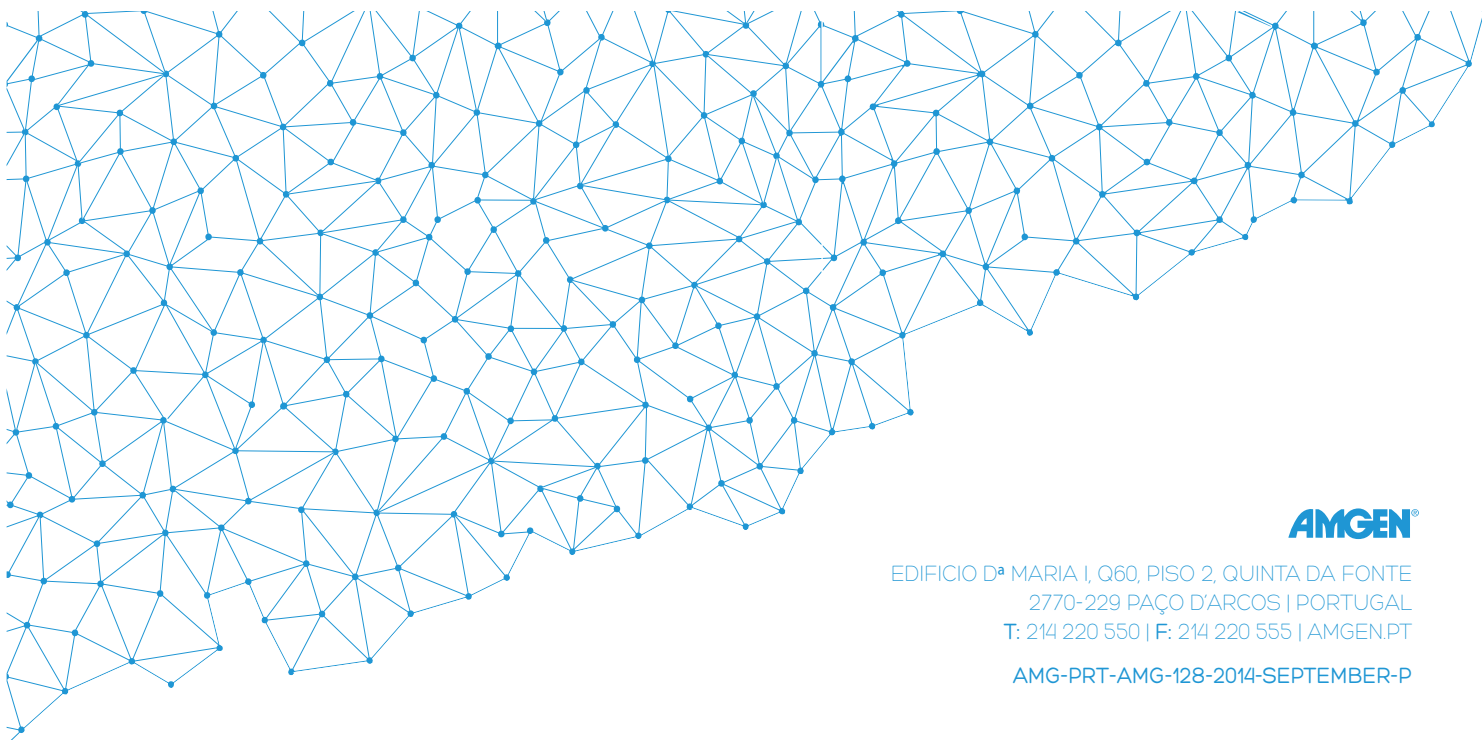 AMGEN®
EDIFICIO Dª MARIA I, Q60, PISO 2, QUINTA DA FONTE
2770-229 PAÇO D'ARCOS | PORTUGAL
T: 214 220 550 | F: 214 220 555 | AMGEN.PT
AMG-PRT-AMG-128-2014-SEPTEMBER-P